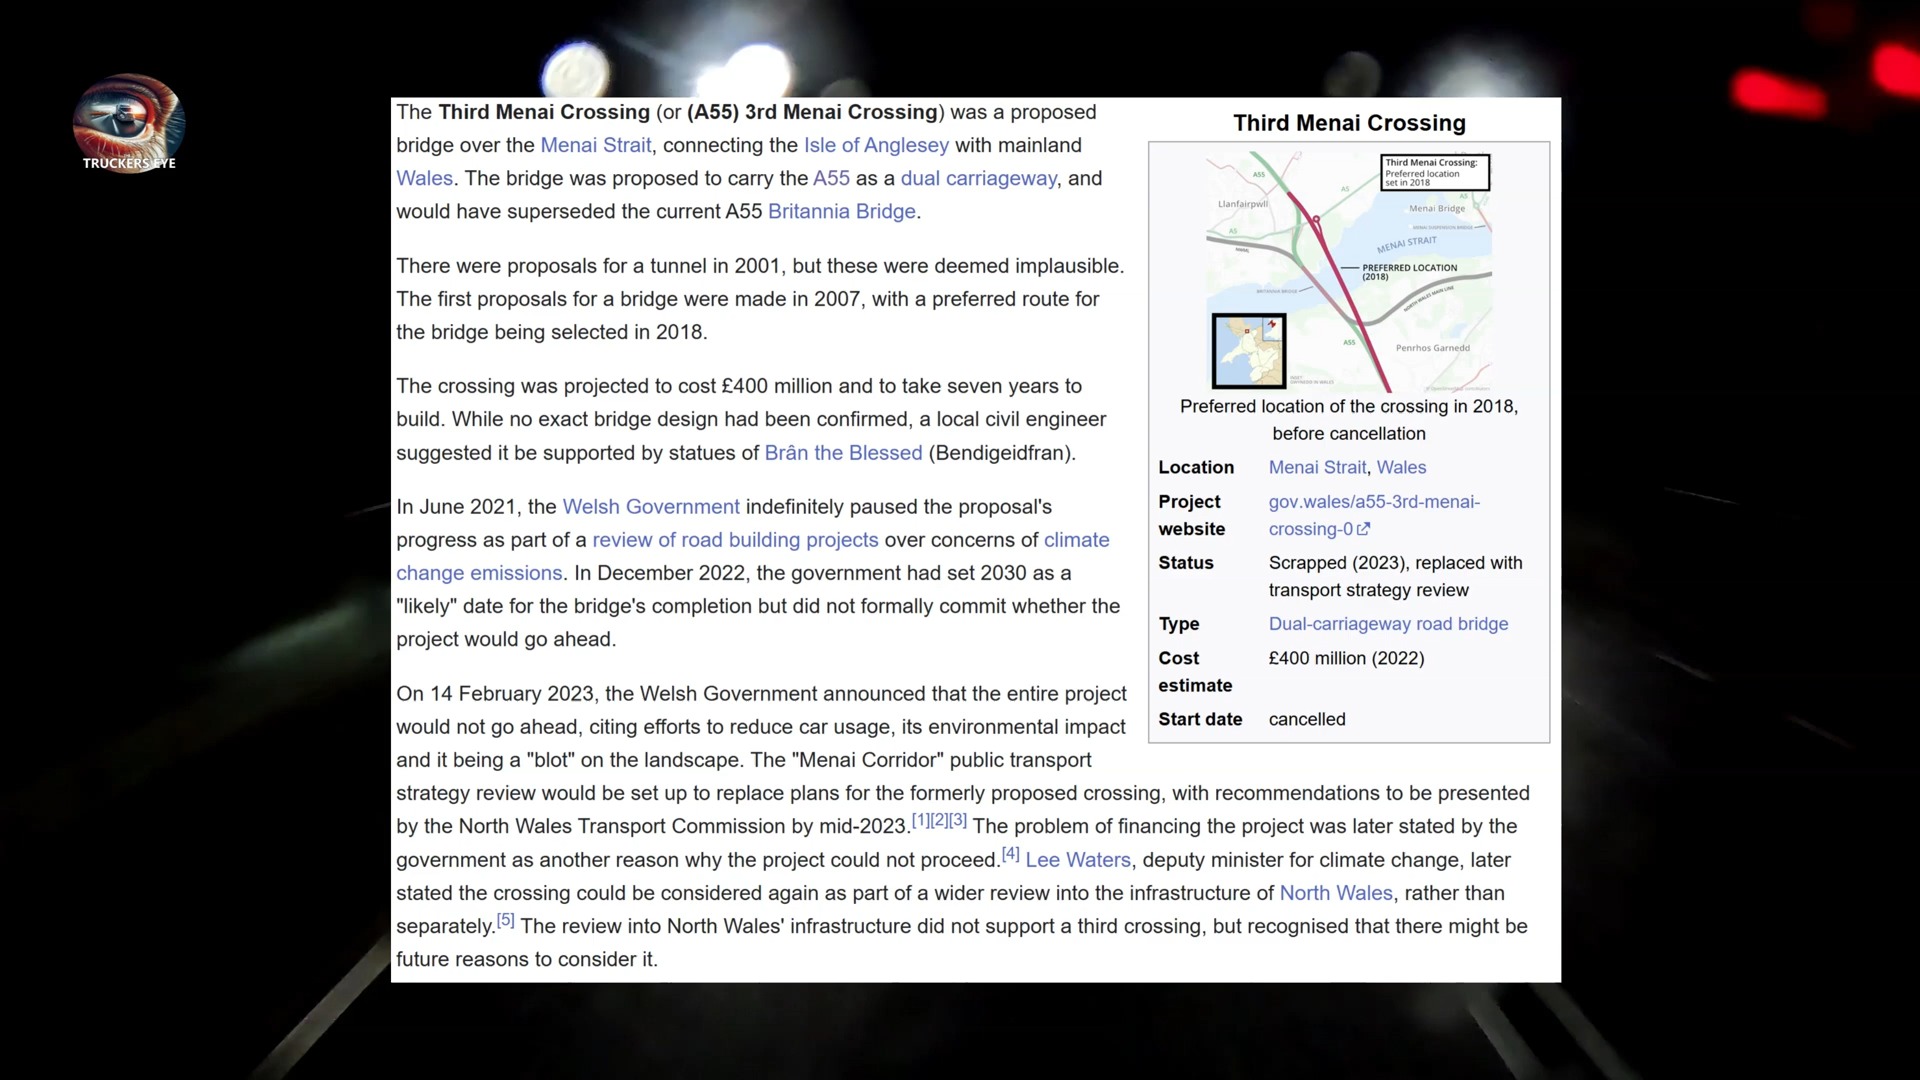 TRUCKERS EYE
The Third Menai Crossing (or (A55) 3rd Menai Crossing) was a proposed
bridge over the Menai Strait, connecting the Isle of Anglesey with mainland
Wales. The bridge was proposed to carry the A55 as a dual carriageway, and
would have superseded the current A55 Britannia Bridge.
There were proposals for a tunnel in 2001, but these were deemed implausible.
The first proposals for a bridge were made in 2007, with a preferred route for
the bridge being selected in 2018.
The crossing was projected to cost £400 million and to take seven years to
build. While no exact bridge design had been confirmed, a local civil engineer
suggested it be supported by statues of Brân the Blessed (Bendigeidfran).
In June 2021, the Welsh Government indefinitely paused the proposal's
progress as part of a review of road building projects over concerns of climate
change emissions. In December 2022, the government had set 2030 as a
"likely" date for the bridge's completion but did not formally commit whether the
project would go ahead.
On 14 February 2023, the Welsh Government announced that the entire project
would not go ahead, citing efforts to reduce car usage, its environmental impact
and it being a "blot" on the landscape. The "Menai Corridor" public transport
strategy review would be set up to replace plans for the formerly proposed crossing, with recommendations to be presented
by the North Wales Transport Commission by mid-2023.[1][2][3] The problem of financing the project was later stated by the
government as another reason why the project could not proceed.[4] Lee Waters, deputy minister for climate change, later
stated the crossing could be considered again as part of a wider review into the infrastructure of North Wales, rather than
separately.[5] The review into North Wales' infrastructure did not support a third crossing, but recognised that there might be
future reasons to consider it.
Third Menai Crossing
Third Menai Crossing:
Preferred location
set in 2018
A55
A5
A5
Llanfairpwll
Menai Bridge
MENAI SUSPENSION BRIDGE
A5
MENAI STRAIT
PREFERRED LOCATION
(2018)
BRITANNIA BRIDGE
NORTH WALES MAIN LINE
A55
Penrhos Garnedd
Preferred location of the crossing in 2018,
before cancellation
Location Menai Strait, Wales
Project gov.wales/a55-3rd-menai-
website crossing-0
Status Scrapped (2023), replaced with
transport strategy review
Type Dual-carriageway road bridge
Cost £400 million (2022)
estimate
Start date cancelled